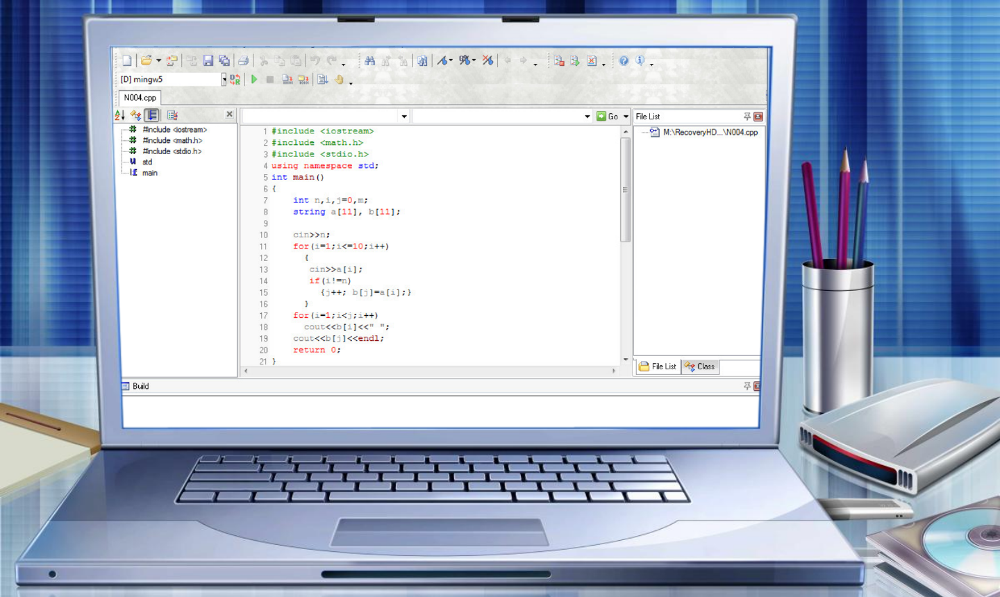 [D] mingw5
N004.cpp
Go
File List
#include <iostream>
#include <math.h>
#include <stdio.h>
std
main
1 #include <iostream>
2 #include <math.h>
3 #include <stdio.h>
4 using namespace std;
5 int main()
6 {
7 int n,i,j=0,m;
8 string a[11], b[11];
9
10 cin>>n;
11 for(i=1;i<=10;i++)
12 {
13 cin>>a[i];
14 if(i!=n)
15 {j++; b[j]=a[i];}
16 }
17 for(i=1;i<j;i++)
18 cout<<b[i]<<" ";
19 cout<<b[j]<<endl;
20 return 0;
21 }
M:\RecoveryHD...\N004.cpp
File List
Class
Build